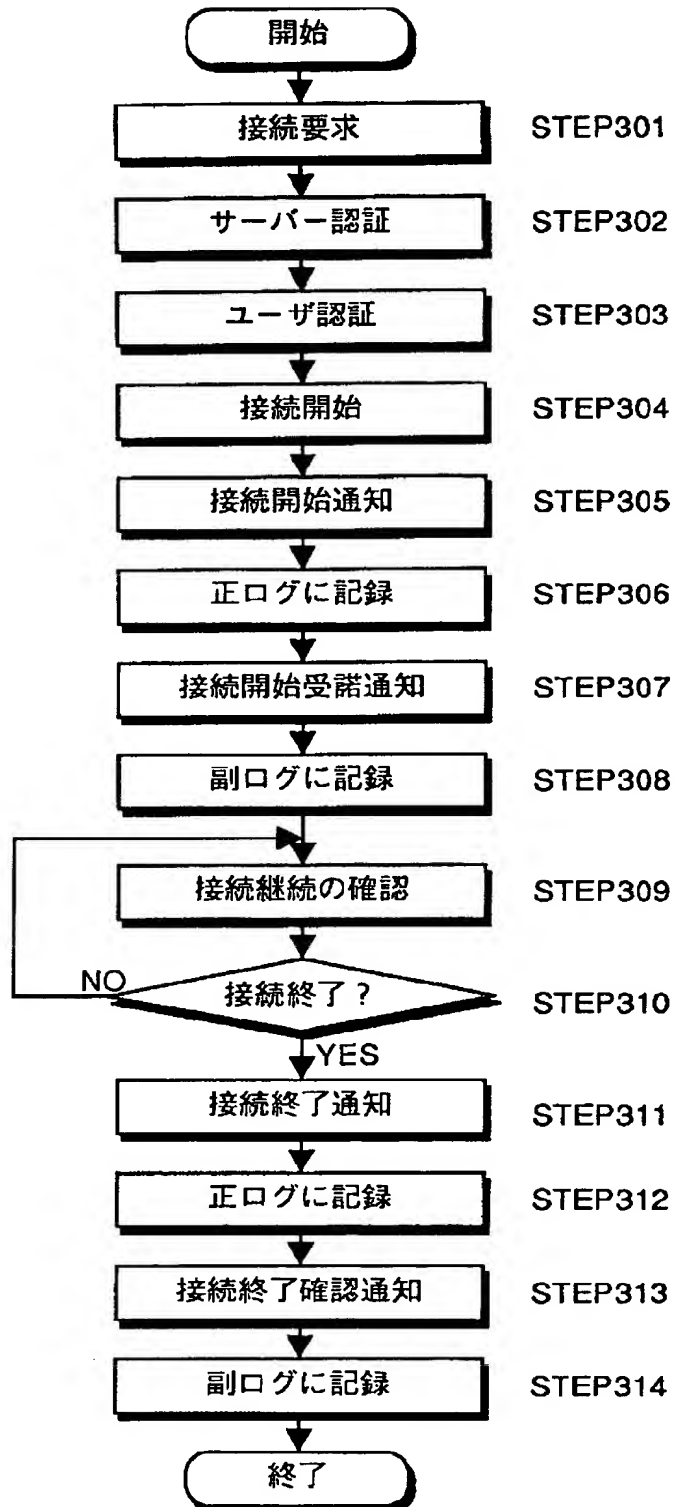 開始
接続要求 STEP301
サーバー認証 STEP302
ユーザ認証 STEP303
接続開始 STEP304
接続開始通知 STEP305
正ログに記録 STEP306
接続開始受諾通知 STEP307
副ログに記録 STEP308
接続継続の確認 STEP309
NO 接続終了? STEP310
YES
接続終了通知 STEP311
正ログに記録 STEP312
接続終了確認通知 STEP313
副ログに記録 STEP314
終了